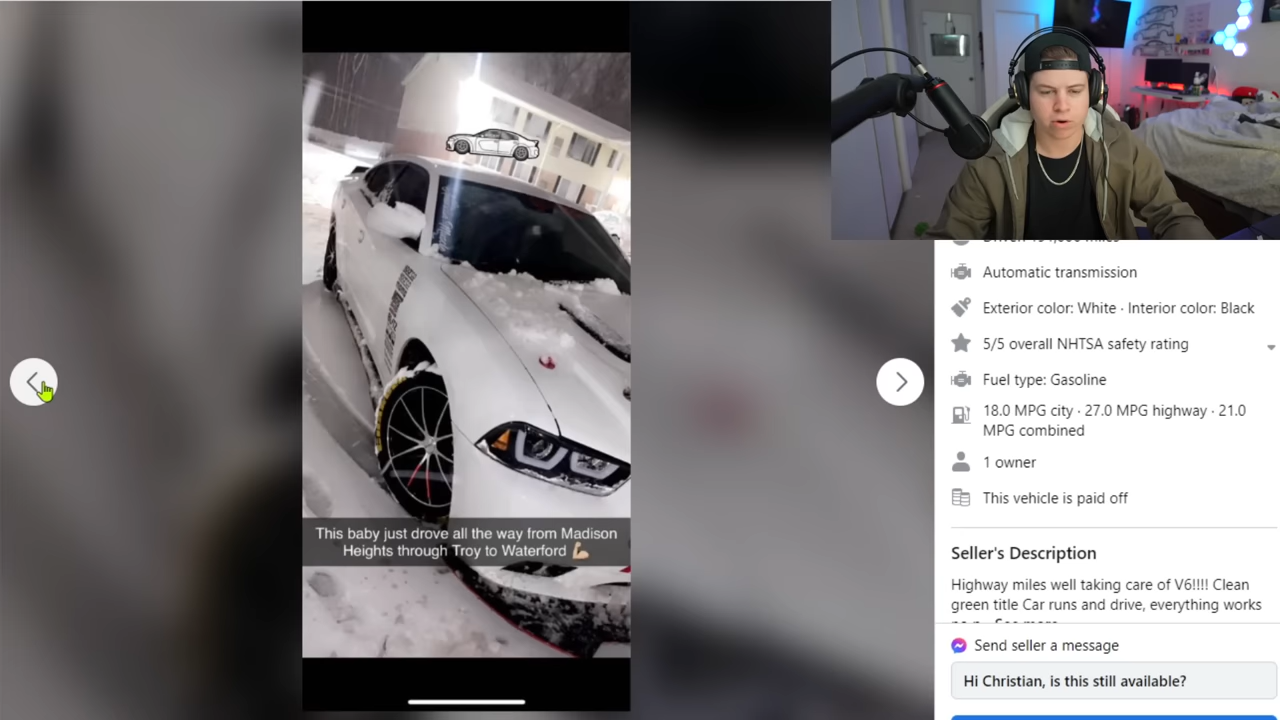 This baby just drove all the way from Madison
Heights through Troy to Waterford 💪🏼
Automatic transmission
Exterior color: White · Interior color: Black
5/5 overall NHTSA safety rating
Fuel type: Gasoline
18.0 MPG city · 27.0 MPG highway · 21.0
MPG combined
1 owner
This vehicle is paid off
Seller's Description
Highway miles well taking care of V6!!!! Clean
green title Car runs and drive, everything works
Send seller a message
Hi Christian, is this still available?